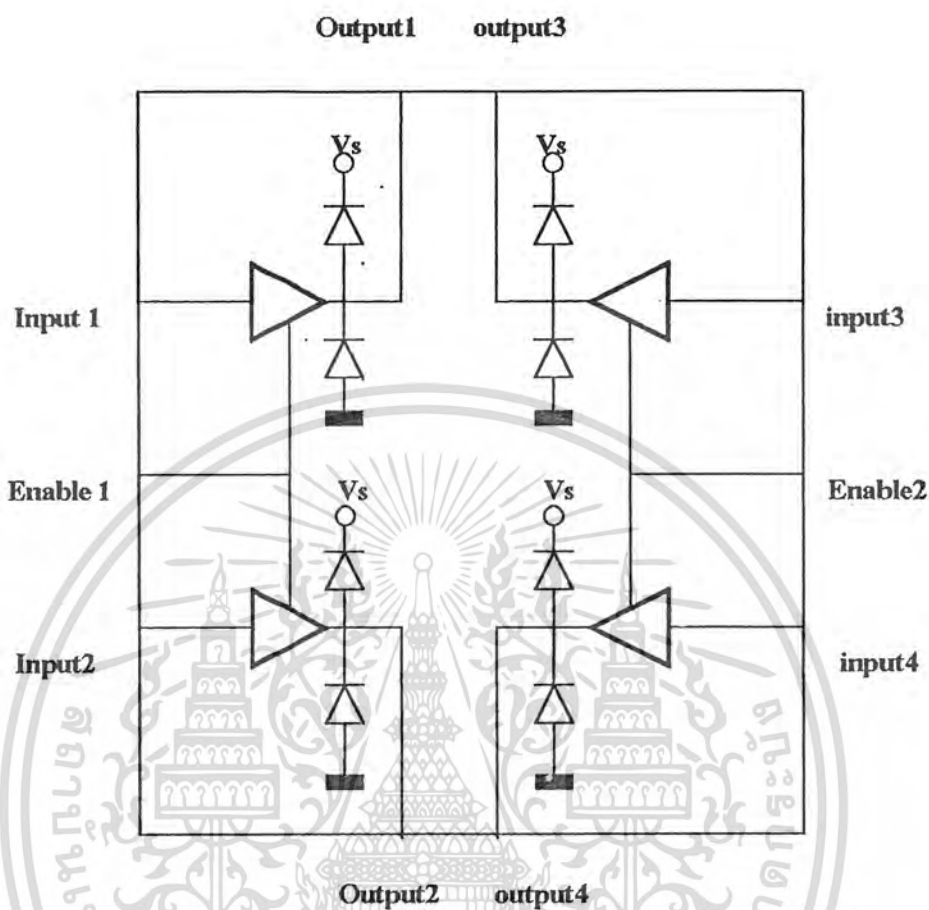 Output1 output3
Vs Vs
Input 1 input3
Enable 1 Enable2
Vs Vs
Input2 input4
Output2 output4